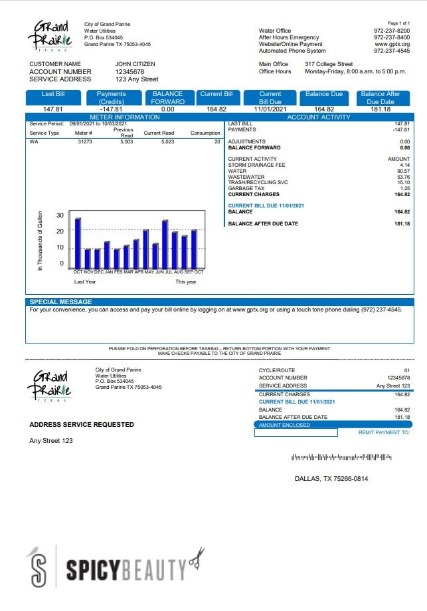 Grand Prairie
TEXAS
City of Grand Prairie
Water Utilities
P.O. Box 534045
Grand Prairie TX 75053-4045
Page 1 of 1
Water Office 972-237-8200
After Hours Emergency 972-237-8400
Website/Online Payment www.gptx.org
Automated Phone System 972-237-4545
CUSTOMER NAME JOHN CITIZEN
ACCOUNT NUMBER 12345678
SERVICE ADDRESS 123 Any Street
Main Office 317 College Street
Office Hours Monday-Friday, 8:00 a.m. to 5:00 p.m.
Last Bill Payments (Credits) BALANCE FORWARD Current Bill Current Bill Due Balance Due Balance After Due Date
147.81 -147.81 0.00 164.82 11/01/2021 164.82 181.18
METER INFORMATION ACCOUNT ACTIVITY
Service Period: 09/01/2021 to 10/03/2021
Service Type Meter # Previous Read Current Read Consumption
WA 31273 5,003 5,023 20
LAST BILL 147.81
PAYMENTS -147.81
ADJUSTMENTS 0.00
BALANCE FORWARD 0.00
CURRENT ACTIVITY AMOUNT
STORM DRAINAGE FEE 4.14
WATER
WASTEWATER 53.76
TRASH/RECYCLING SVC
GARBAGE TAX
CURRENT CHARGES 164.82
CURRENT BILL DUE 11/01/2021
BALANCE 164.82
BALANCE AFTER DUE DATE 181.18
In Thousands of Gallon
30
20
10
0
OCT NOV DEC JAN FEB MAR APR MAY JUN JUL AUG SEP OCT
Last Year This year
SPECIAL MESSAGE
For your convenience, you can access and pay your bill online by logging on at www.gptx.org or using a touch tone phone dialing (972) 237-4545.
PLEASE FOLD ON PERFORATION BEFORE TEARING - RETURN BOTTOM PORTION WITH YOUR PAYMENT
MAKE CHECKS PAYABLE TO THE CITY OF GRAND PRAIRIE
Grand Prairie
TEXAS
City of Grand Prairie
Water Utilities
P.O. Box 534045
Grand Prairie TX 75053-4045
CYCLE/ROUTE 01
ACCOUNT NUMBER 12345678
SERVICE ADDRESS Any Street 123
CURRENT CHARGES 164.82
CURRENT BILL DUE 11/01/2021
BALANCE 164.82
BALANCE AFTER DUE DATE 181.18
AMOUNT ENCLOSED
REMIT PAYMENT TO:
ADDRESS SERVICE REQUESTED
Any Street 123
DALLAS, TX 75266-0814
S SPICYBEAUTY